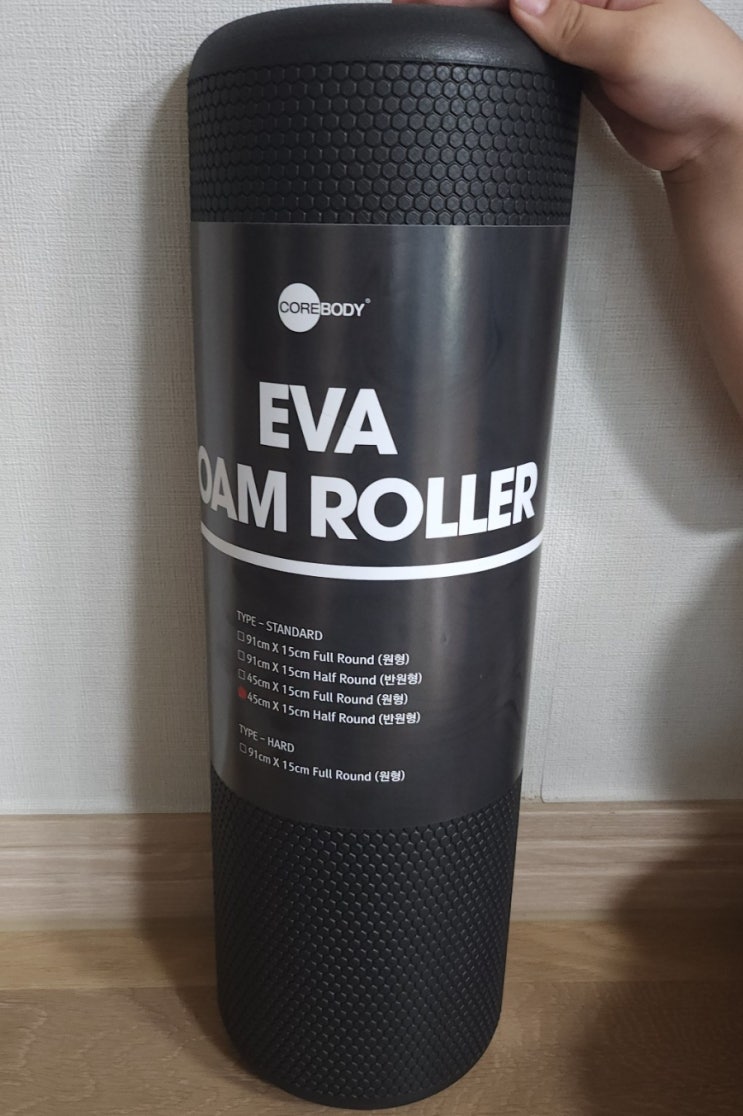 COREBODY®
EVA
OAM ROLLER
TYPE – STANDARD
□ 91cm X 15cm Full Round (원형)
□ 91cm X 15cm Half Round (반원형)
□ 45cm X 15cm Full Round (원형)
■ 45cm X 15cm Half Round (반원형)
TYPE – HARD
□ 91cm X 15cm Full Round (원형)